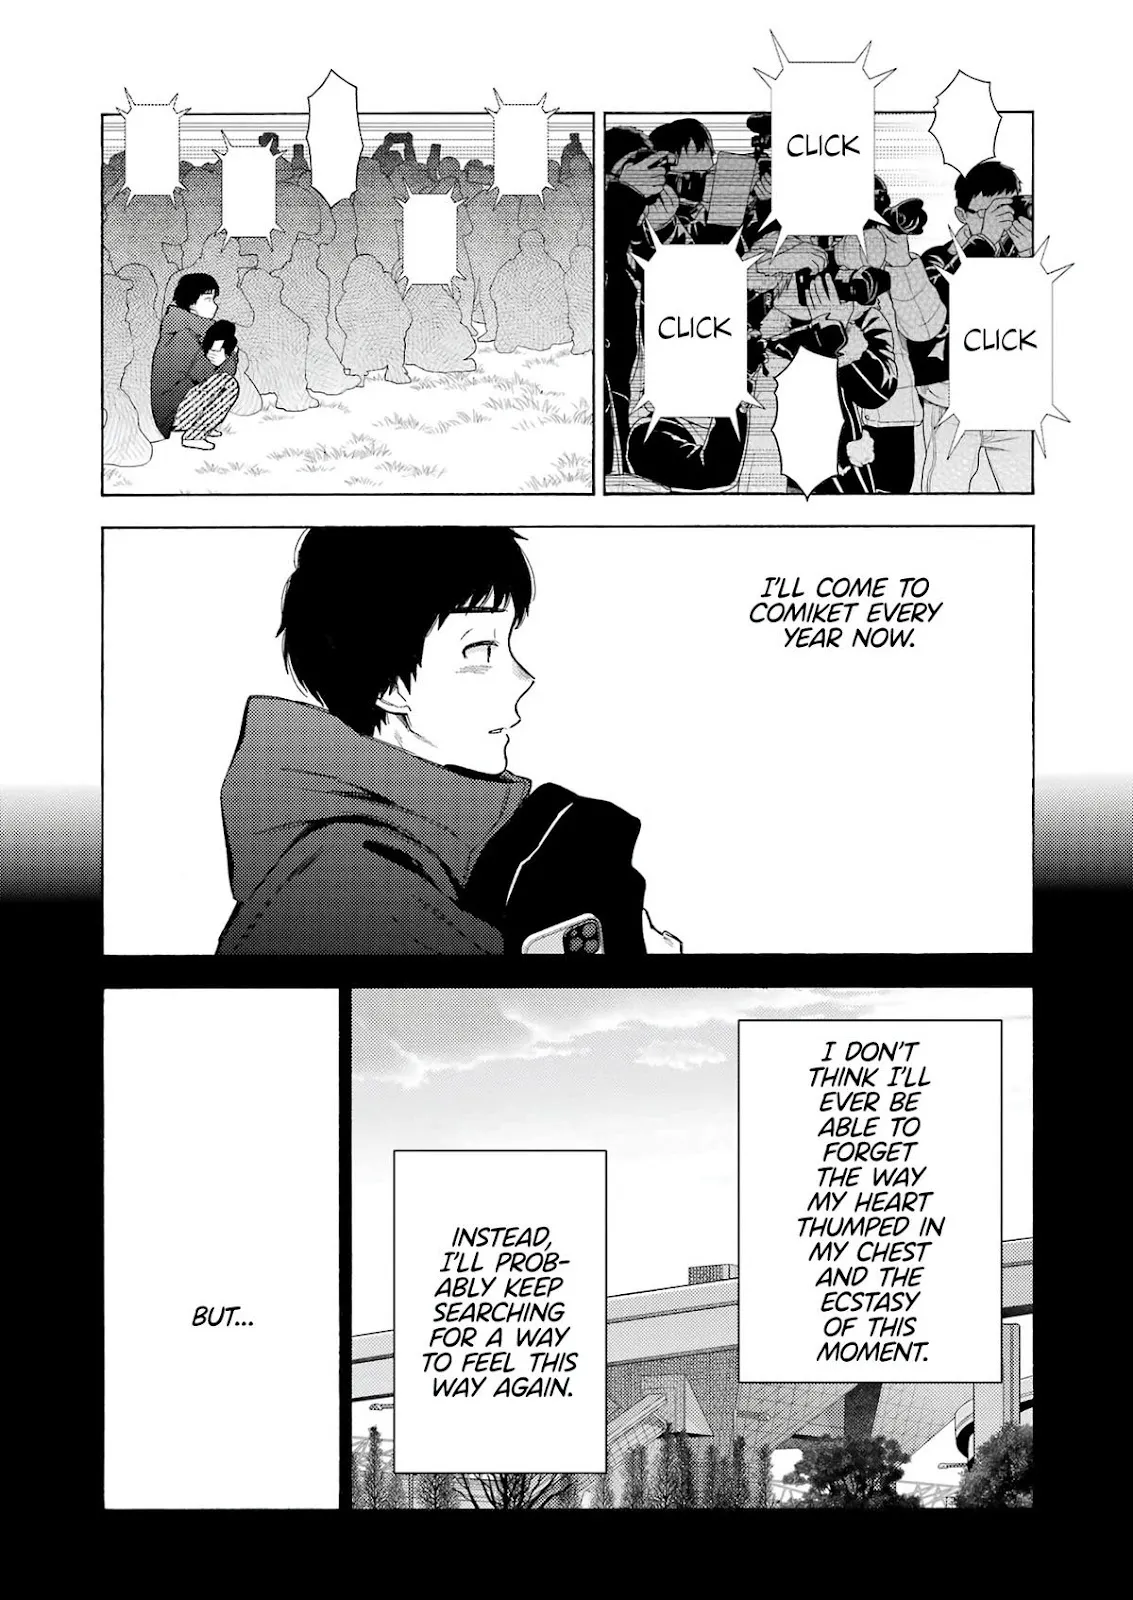 CLICK
CLICK
CLICK
I'LL COME TO
COMIKET EVERY
YEAR NOW.
I DON'T
THINK I'LL
EVER BE
ABLE TO
FORGET
THE WAY
MY HEART
THUMPED IN
MY CHEST
AND THE
ECSTASY
OF THIS
MOMENT.
INSTEAD,
I'LL PROB-
ABLY KEEP
SEARCHING
FOR A WAY
TO FEEL THIS
WAY AGAIN.
BUT...